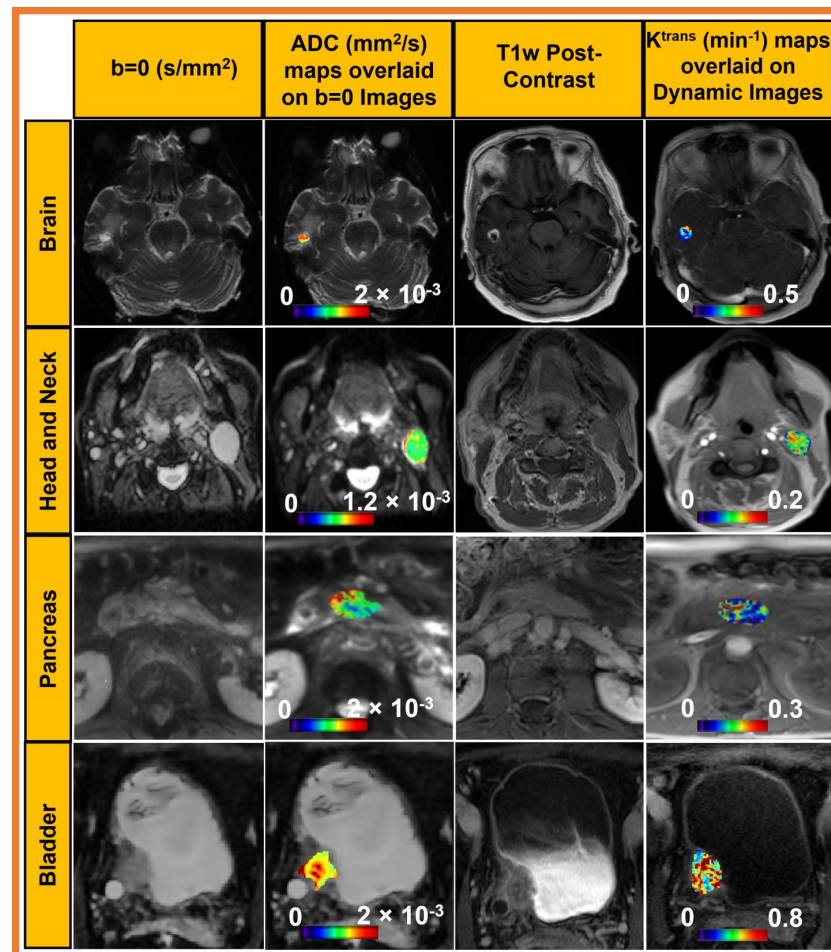 b=0 (s/mm²)
ADC (mm²/s)
maps overlaid
on b=0 Images
T1w Post-
Contrast
Kᵗʳᵃⁿˢ (min⁻¹) maps
overlaid on
Dynamic Images
Brain
0
2 × 10⁻³
0
0.5
Head and Neck
0
1.2 × 10⁻³
0
0.2
Pancreas
0
2 × 10⁻³
0
0.3
Bladder
0
2 × 10⁻³
0
0.8